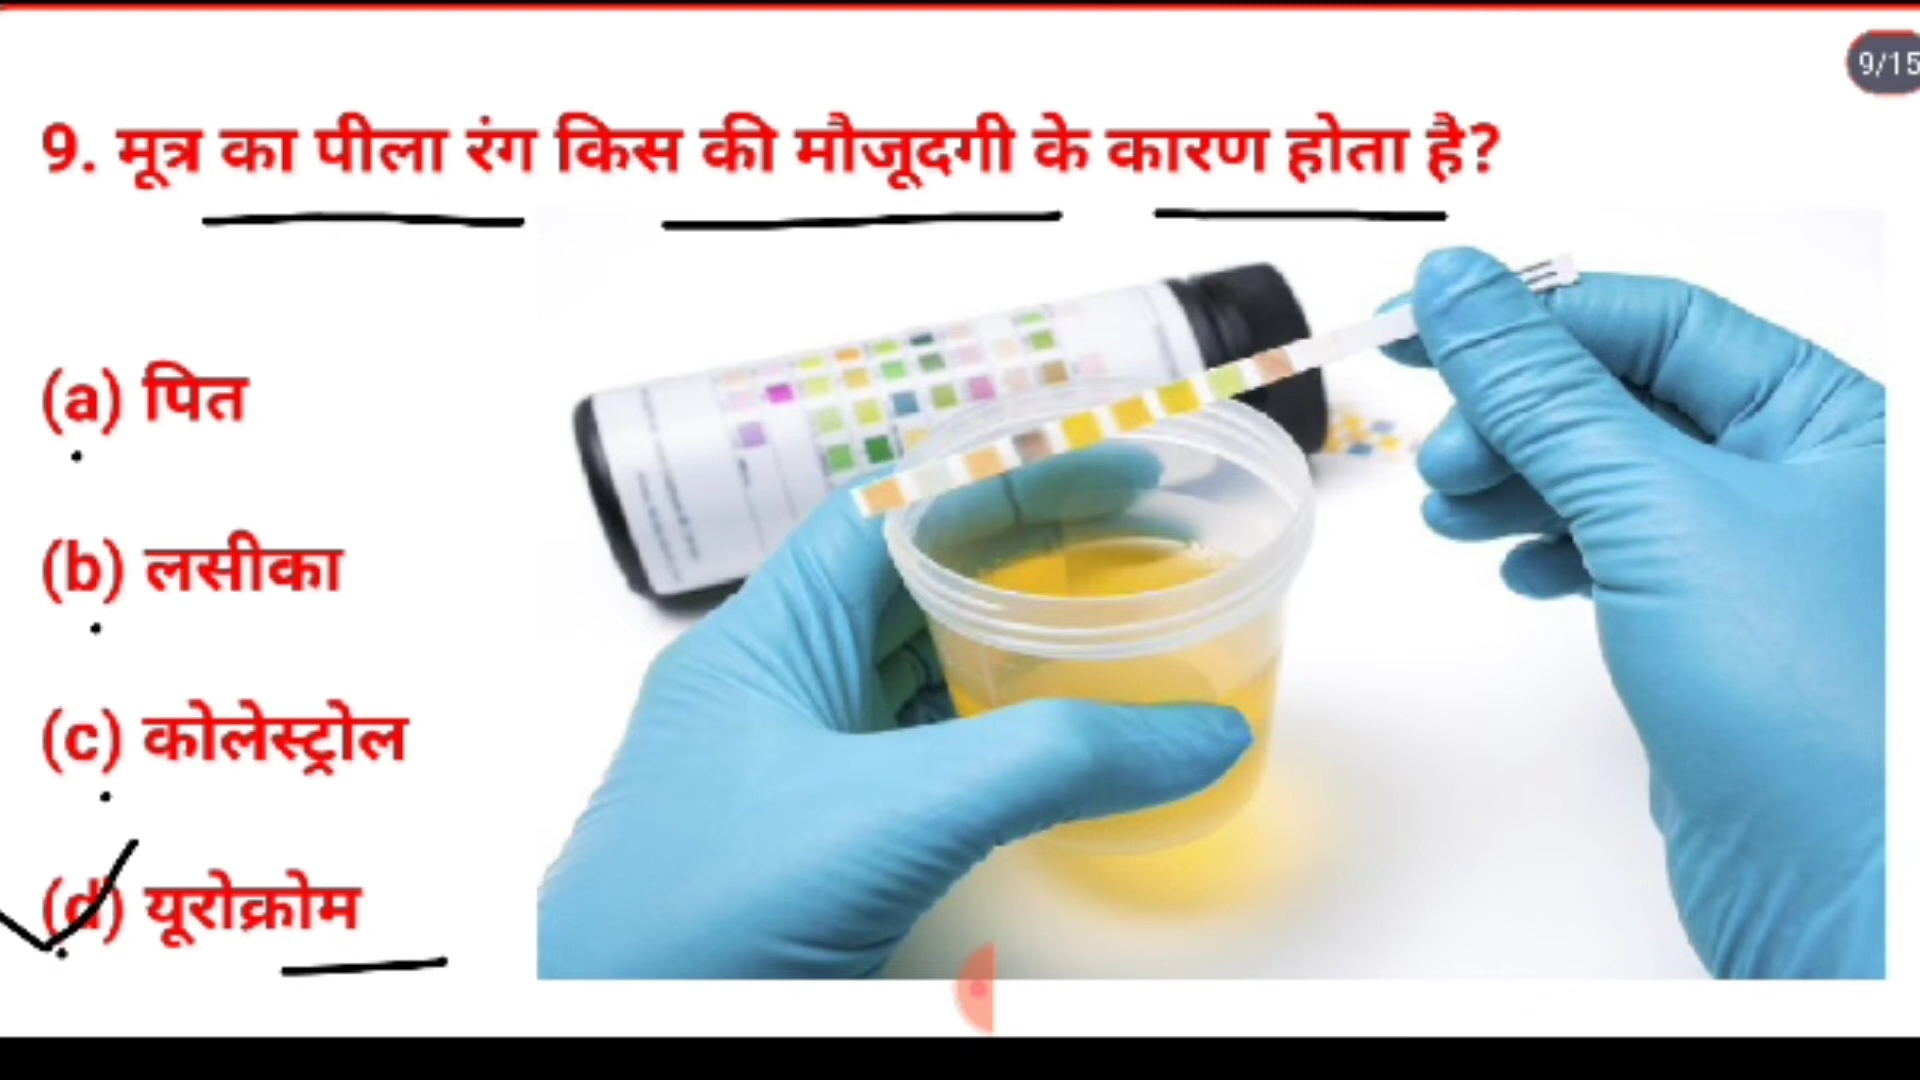 9/15
9. मूत्र का पीला रंग किस की मौजूदगी के कारण होता है?
(a) पित
(b) लसीका
(c) कोलेस्ट्रोल
(d) यूरोक्रोम